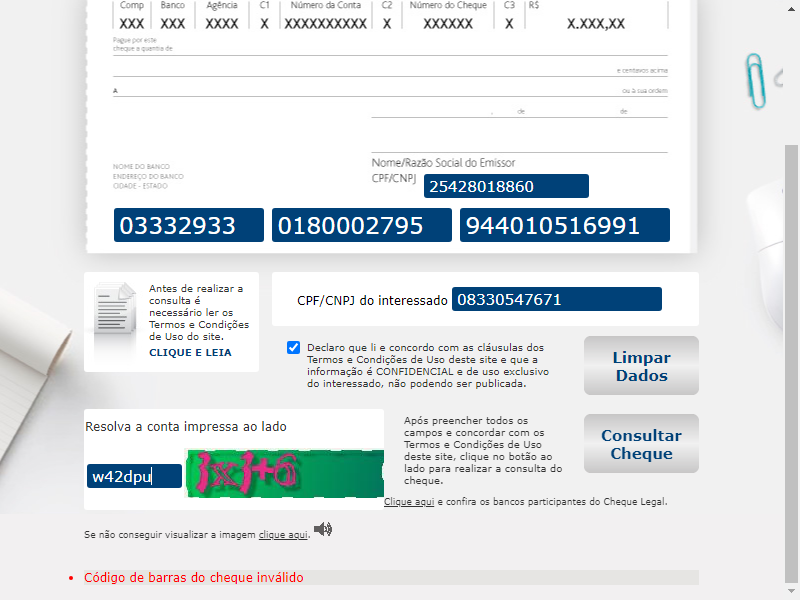 Comp Banco Agência C1 Número da Conta C2 Número do Cheque C3 R$
XXX XXX XXXX X XXXXXXXXXX X XXXXXX X X.XXX,XX
Pague por este
cheque a quantia de
e centavos acima
A ou à sua ordem
, de de
NOME DO BANCO
ENDEREÇO DO BANCO
CIDADE - ESTADO
Nome/Razão Social do Emissor
CPF/CNPJ 25428018860
03332933 0180002795 944010516991
Antes de realizar a
consulta é
necessário ler os
Termos e Condições
de Uso do site.
CLIQUE E LEIA
CPF/CNPJ do interessado 08330547671
Declaro que li e concordo com as cláusulas dos
Termos e Condições de Uso deste site e que a
informação é CONFIDENCIAL e de uso exclusivo
do interessado, não podendo ser publicada.
Limpar
Dados
Resolva a conta impressa ao lado
w42dpu
Após preencher todos os
campos e concordar com os
Termos e Condições de Uso
deste site, clique no botão ao
lado para realizar a consulta do
cheque.
Consultar
Cheque
Clique aqui e confira os bancos participantes do Cheque Legal.
Se não conseguir visualizar a imagem clique aqui.
Código de barras do cheque inválido